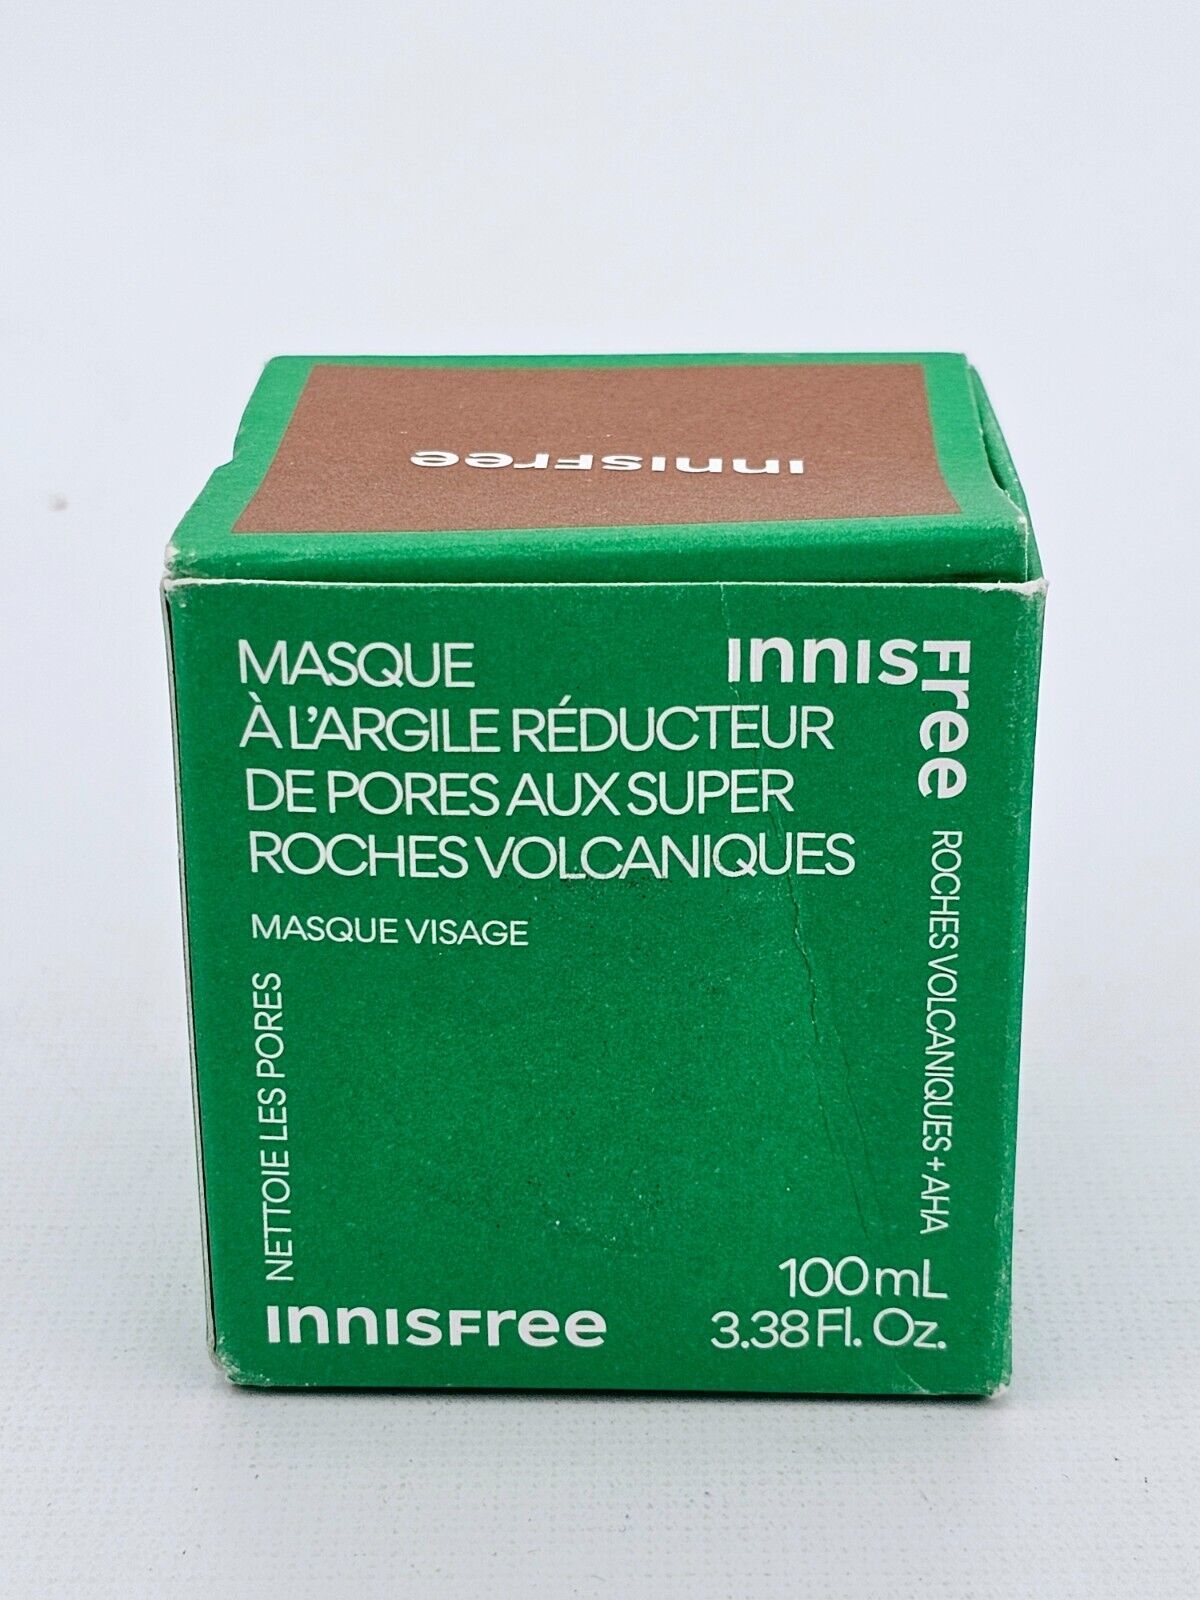 INNISFREE
MASQUE
À L'ARGILE RÉDUCTEUR
DE PORES AUX SUPER
ROCHES VOLCANIQUES
MASQUE VISAGE
INNISFREE
ROCHES VOLCANIQUES + AHA
NETTOIE LES PORES
INNISFREE
100 mL
3.38 Fl. Oz.